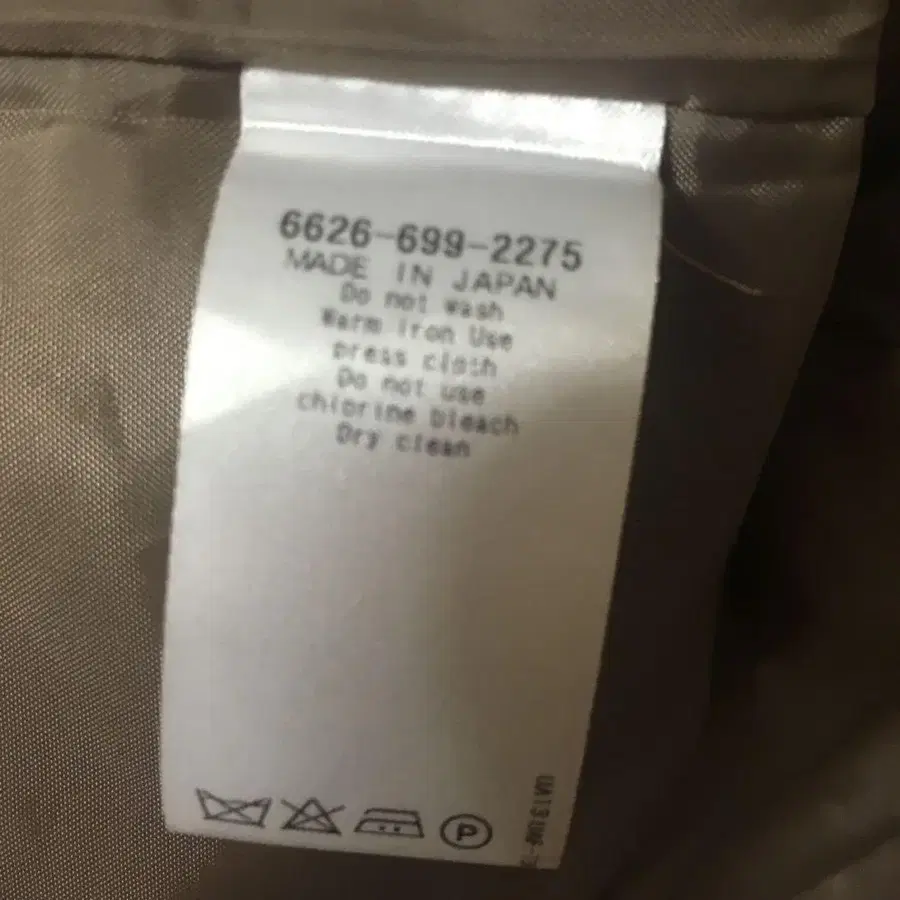 6626-699-2275
MADE IN JAPAN
Do not wash
Warm iron Use
press cloth
Do not use
chlorine bleach
Dry clean
P